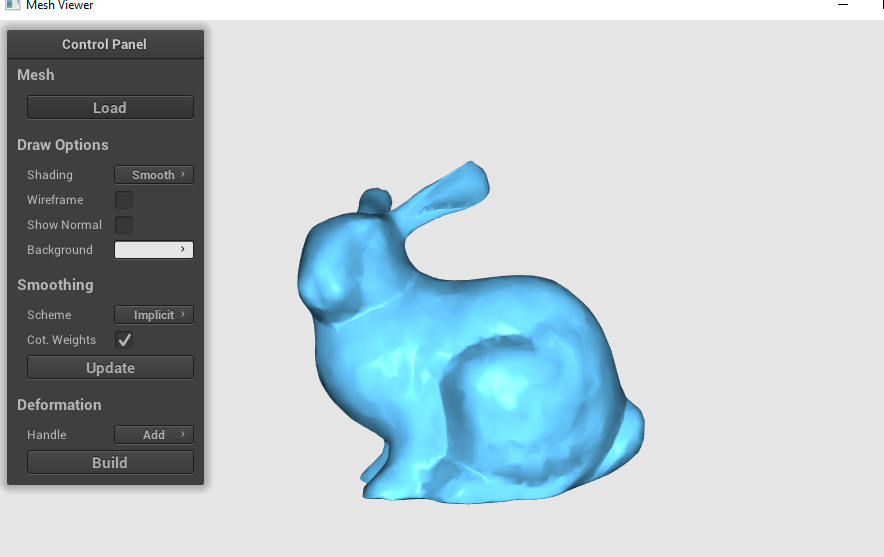 Mesh Viewer
Control Panel
Mesh
Load
Draw Options
Shading Smooth
Wireframe
Show Normal
Background
Smoothing
Scheme Implicit
Cot. Weights
Update
Deformation
Handle Add
Build